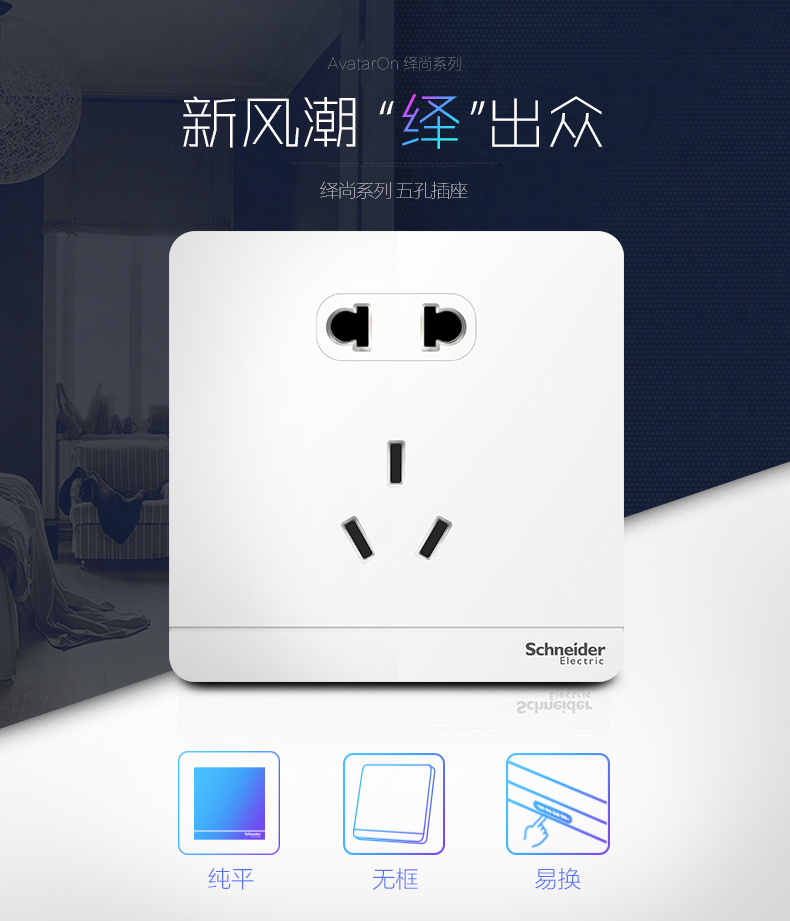 AvatarOn 绎尚系列
新风潮“绎”出众
绎尚系列 五孔插座
Schneider
Electric
纯平
无框
易换